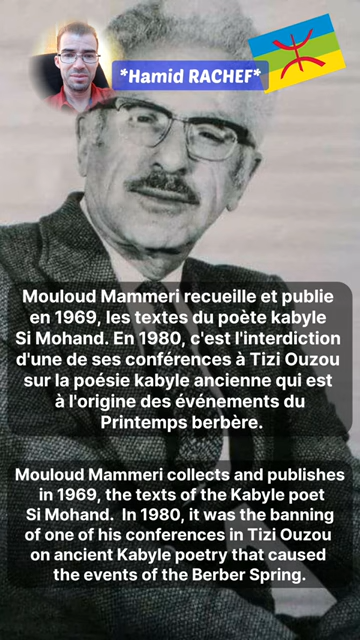 *Hamid RACHEF*
Mouloud Mammeri recueille et publie
en 1969, les textes du poète kabyle
Si Mohand. En 1980, c'est l'interdiction
d'une de ses conférences à Tizi Ouzou
sur la poésie kabyle ancienne qui est
à l'origine des événements du
Printemps berbère.
Mouloud Mammeri collects and publishes
in 1969, the texts of the Kabyle poet
Si Mohand. In 1980, it was the banning
of one of his conferences in Tizi Ouzou
on ancient Kabyle poetry that caused
the events of the Berber Spring.